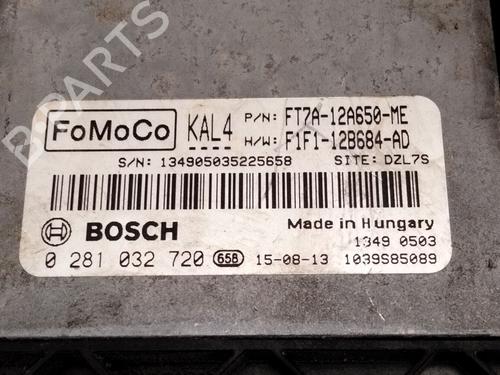 FoMoCo KAL4 P/N: FT7A-12A650-ME
H/W: F1F1-12B684-AD
S/N: 134905035225658 SITE: DZL7S
BOSCH Made in Hungary
1349 0503
0 281 032 720 65B 15-08-13 1039S85089